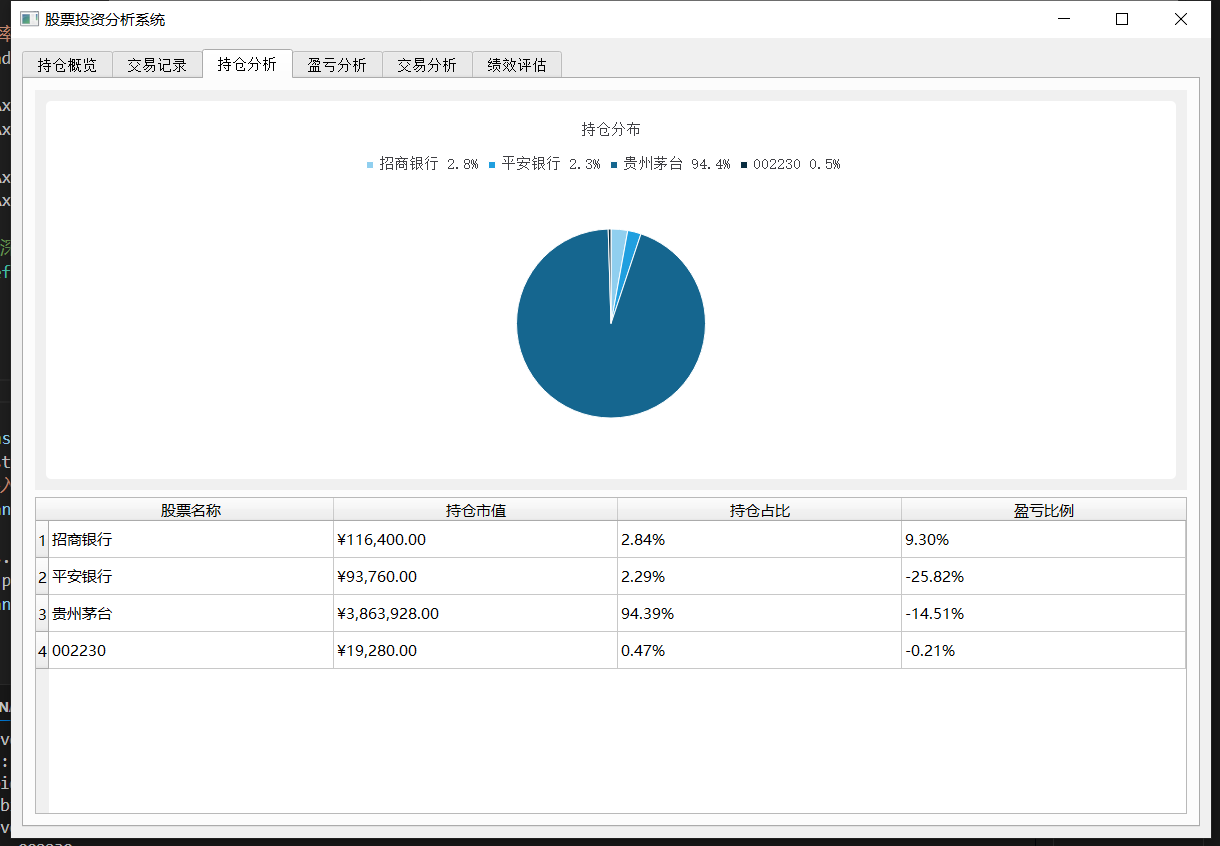 股票投资分析系统
持仓概览 交易记录 持仓分析 盈亏分析 交易分析 绩效评估
持仓分布
招商银行 2.8% 平安银行 2.3% 贵州茅台 94.4% 002230 0.5%
股票名称 持仓市值 持仓占比 盈亏比例
1 招商银行 ¥116,400.00 2.84% 9.30%
2 平安银行 ¥93,760.00 2.29% -25.82%
3 贵州茅台 ¥3,863,928.00 94.39% -14.51%
4 002230 ¥19,280.00 0.47% -0.21%